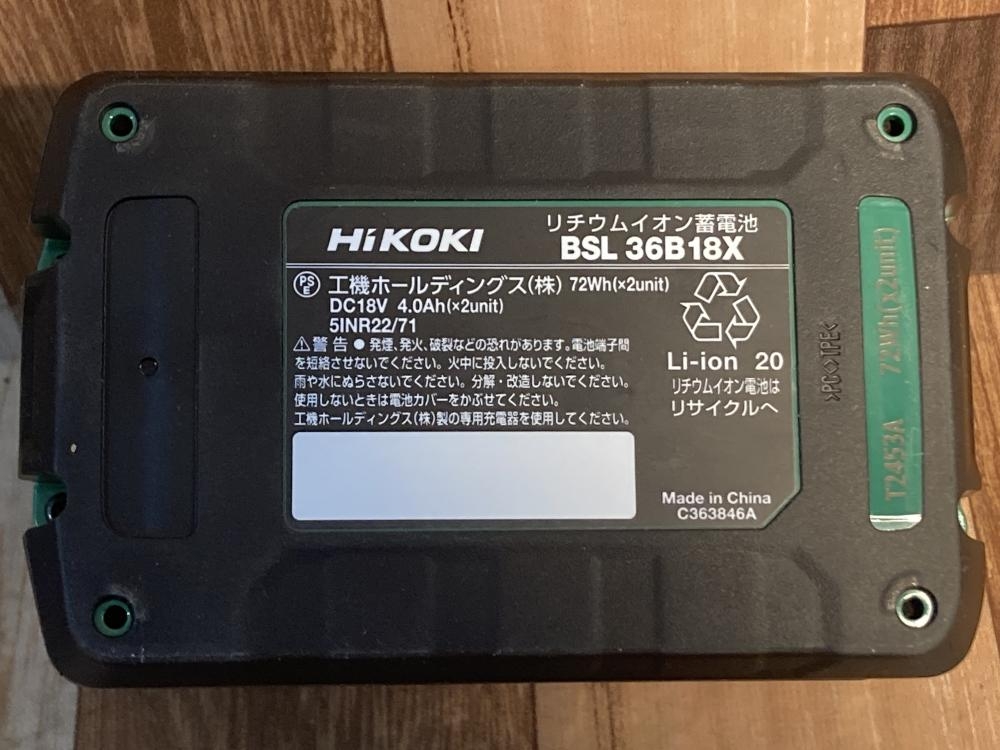 HiKOKI
リチウムイオン蓄電池
BSL 36B18X
PSE 工機ホールディングス(株) 72Wh(×2unit)
DC18V 4.0Ah(×2unit)
5INR22/71
⚠警告 ● 発煙、発火、破裂などの恐れがあります。電池端子間
を短絡させないでください。火中に投入しないでください。
雨や水にぬらさないでください。分解・改造しないでください。
使用しないときは電池カバーをかぶせてください。
工機ホールディングス(株)製の専用充電器を使用してください。
Li-ion 20
リチウムイオン電池は
リサイクルへ
Made in China
C363846A
>PC◇TPE<
T2453A 72Wh(x2unit)